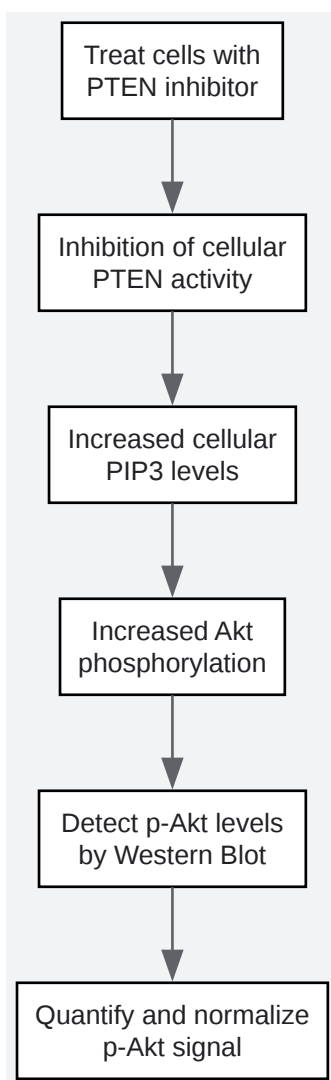 Treat cells with
PTEN inhibitor
Inhibition of cellular
PTEN activity
Increased cellular
PIP3 levels
Increased Akt
phosphorylation
Detect p-Akt levels
by Western Blot
Quantify and normalize
p-Akt signal